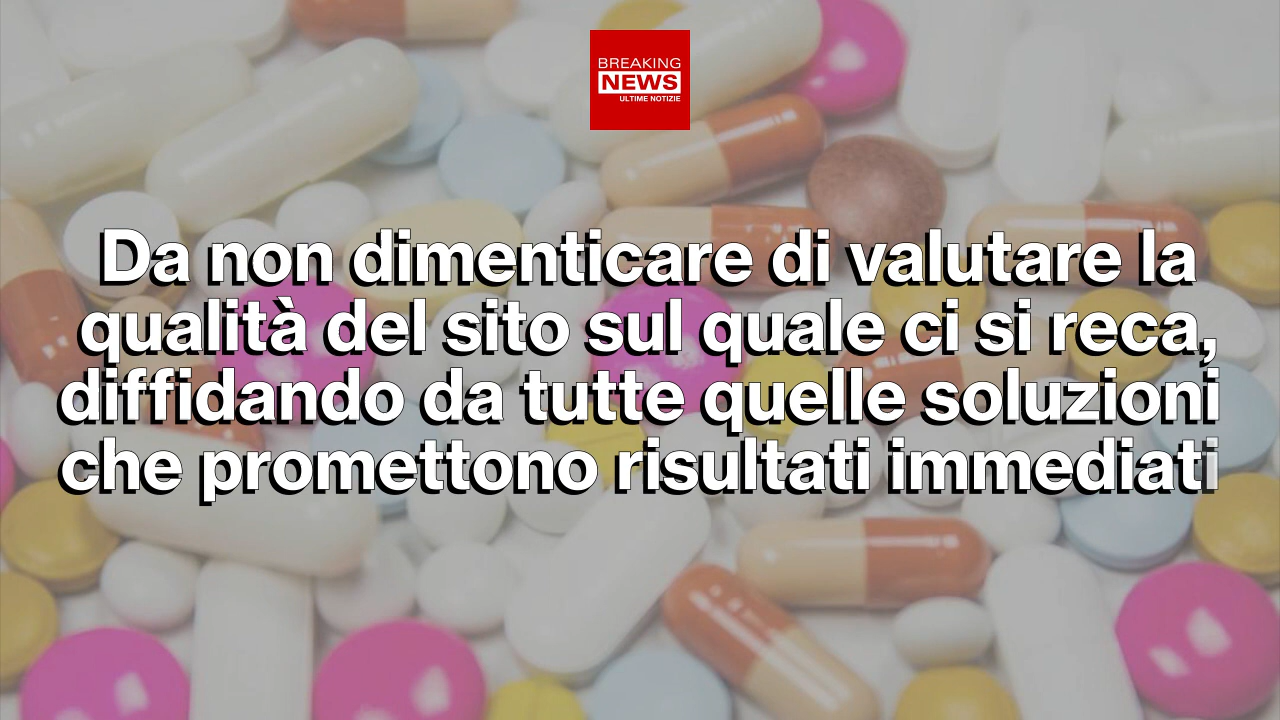 BREAKING
NEWS
ULTIME NOTIZIE
Da non dimenticare di valutare la
qualità del sito sul quale ci si reca,
diffidando da tutte quelle soluzioni
che promettono risultati immediati